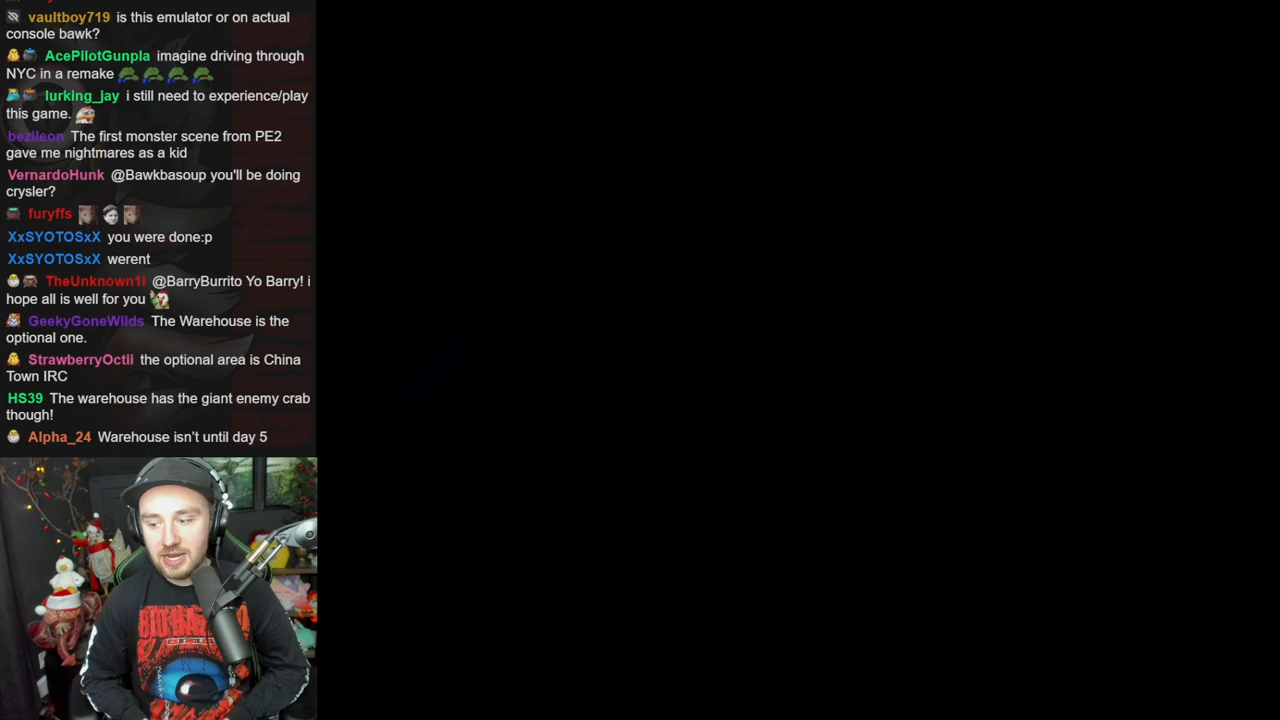 vaultboy719 is this emulator or on actual
console bawk?
AcePilotGunpla imagine driving through
NYC in a remake
lurking_jay i still need to experience/play
this game.
bezileon The first monster scene from PE2
gave me nightmares as a kid
VernardoHunk @Bawkbasoup you'll be doing
crysler?
furyffs
XxSYOTOSxX you were done:p
XxSYOTOSxX werent
TheUnknown1I @BarryBurrito Yo Barry! i
hope all is well for you
GeekyGoneWilds The Warehouse is the
optional one.
StrawberryOctii the optional area is China
Town IRC
HS39 The warehouse has the giant enemy crab
though!
Alpha_24 Warehouse isn't until day 5